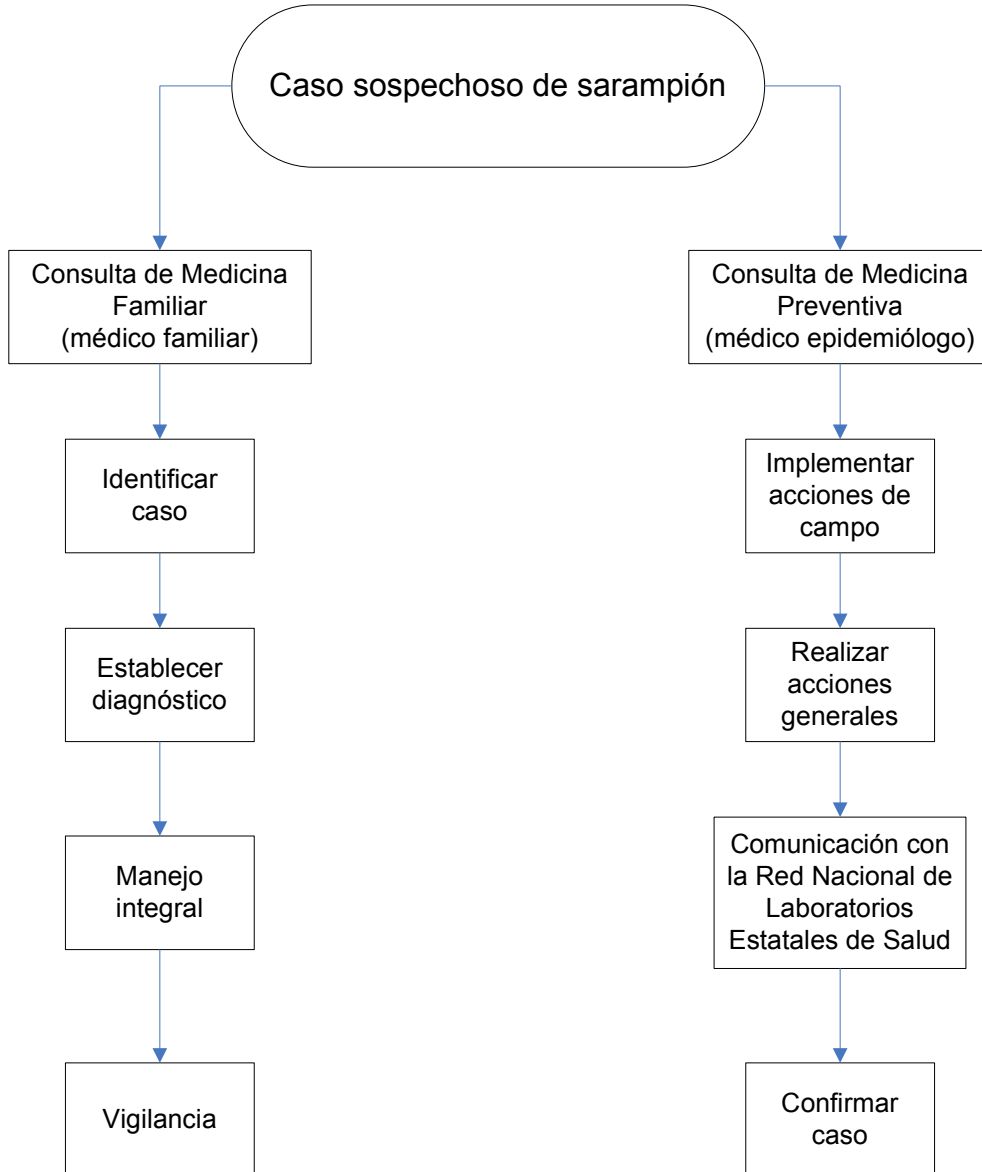 Caso sospechoso de sarampión
Consulta de Medicina
Familiar
(médico familiar)
Identificar
caso
Establecer
diagnóstico
Manejo
integral
Vigilancia
Consulta de Medicina
Preventiva
(médico epidemiólogo)
Implementar
acciones de
campo
Realizar
acciones
generales
Comunicación con
la Red Nacional de
Laboratorios
Estatales de Salud
Confirmar
caso